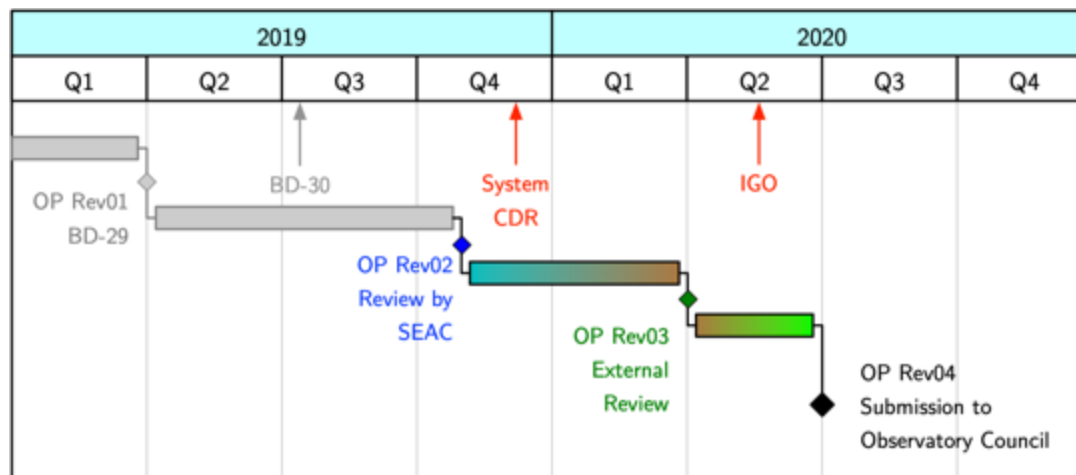 2019 2020
Q1 Q2 Q3 Q4 Q1 Q2 Q3 Q4
OP Rev01
BD-29
BD-30
System
CDR
IGO
OP Rev02
Review by
SEAC
OP Rev03
External
Review
OP Rev04
Submission to
Observatory Council